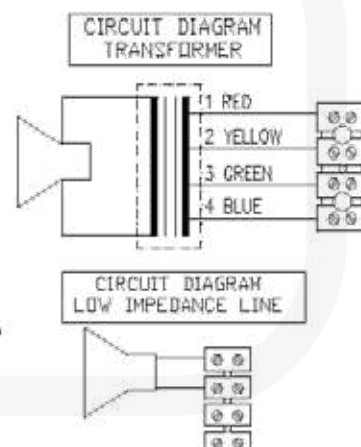 CIRCUIT DIAGRAM
TRANSFORMER
1 RED
2 YELLOW
3 GREEN
4 BLUE
CIRCUIT DIAGRAM
LOW IMPEDANCE LINE